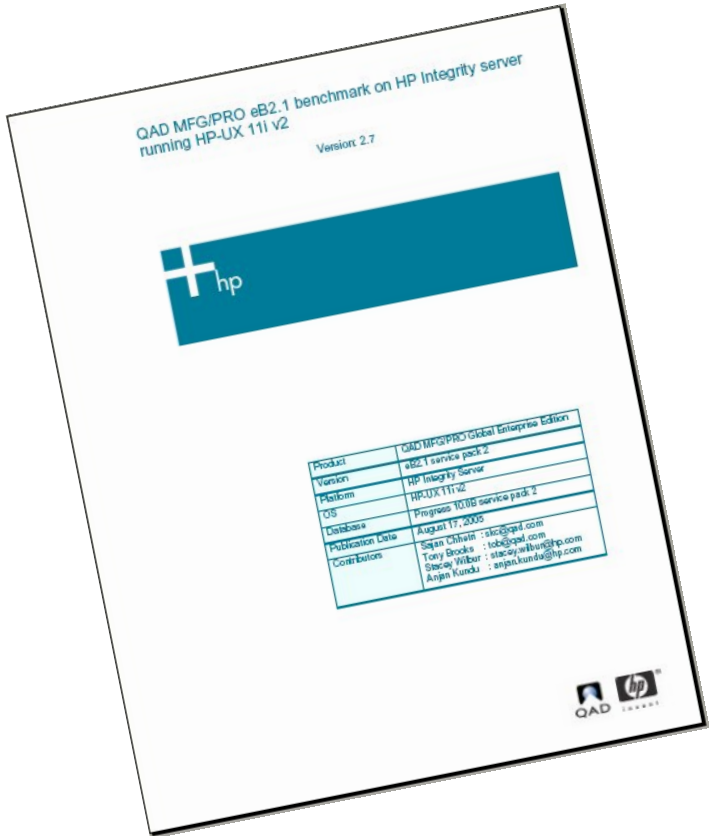 QAD MFG/PRO eB2.1 benchmark on HP Integrity server
running HP-UX 11i v2
Version: 2.7
hp
Product QAD MFG/PRO Global Enterprise Edition
Version eB2.1 service pack 2
Platform HP Integrity Server
OS HP-UX 11i v2
Database Progress 10.0B service pack 2
Publication Date August 17, 2005
Contributors Sajan Chhetri : skc@qad.com
Tony Brooks : tob@qad.com
Stacey Wilbur : stacey.wilbur@hp.com
Anjan Kundu : anjan.kundu@hp.com
QAD
hp
invent